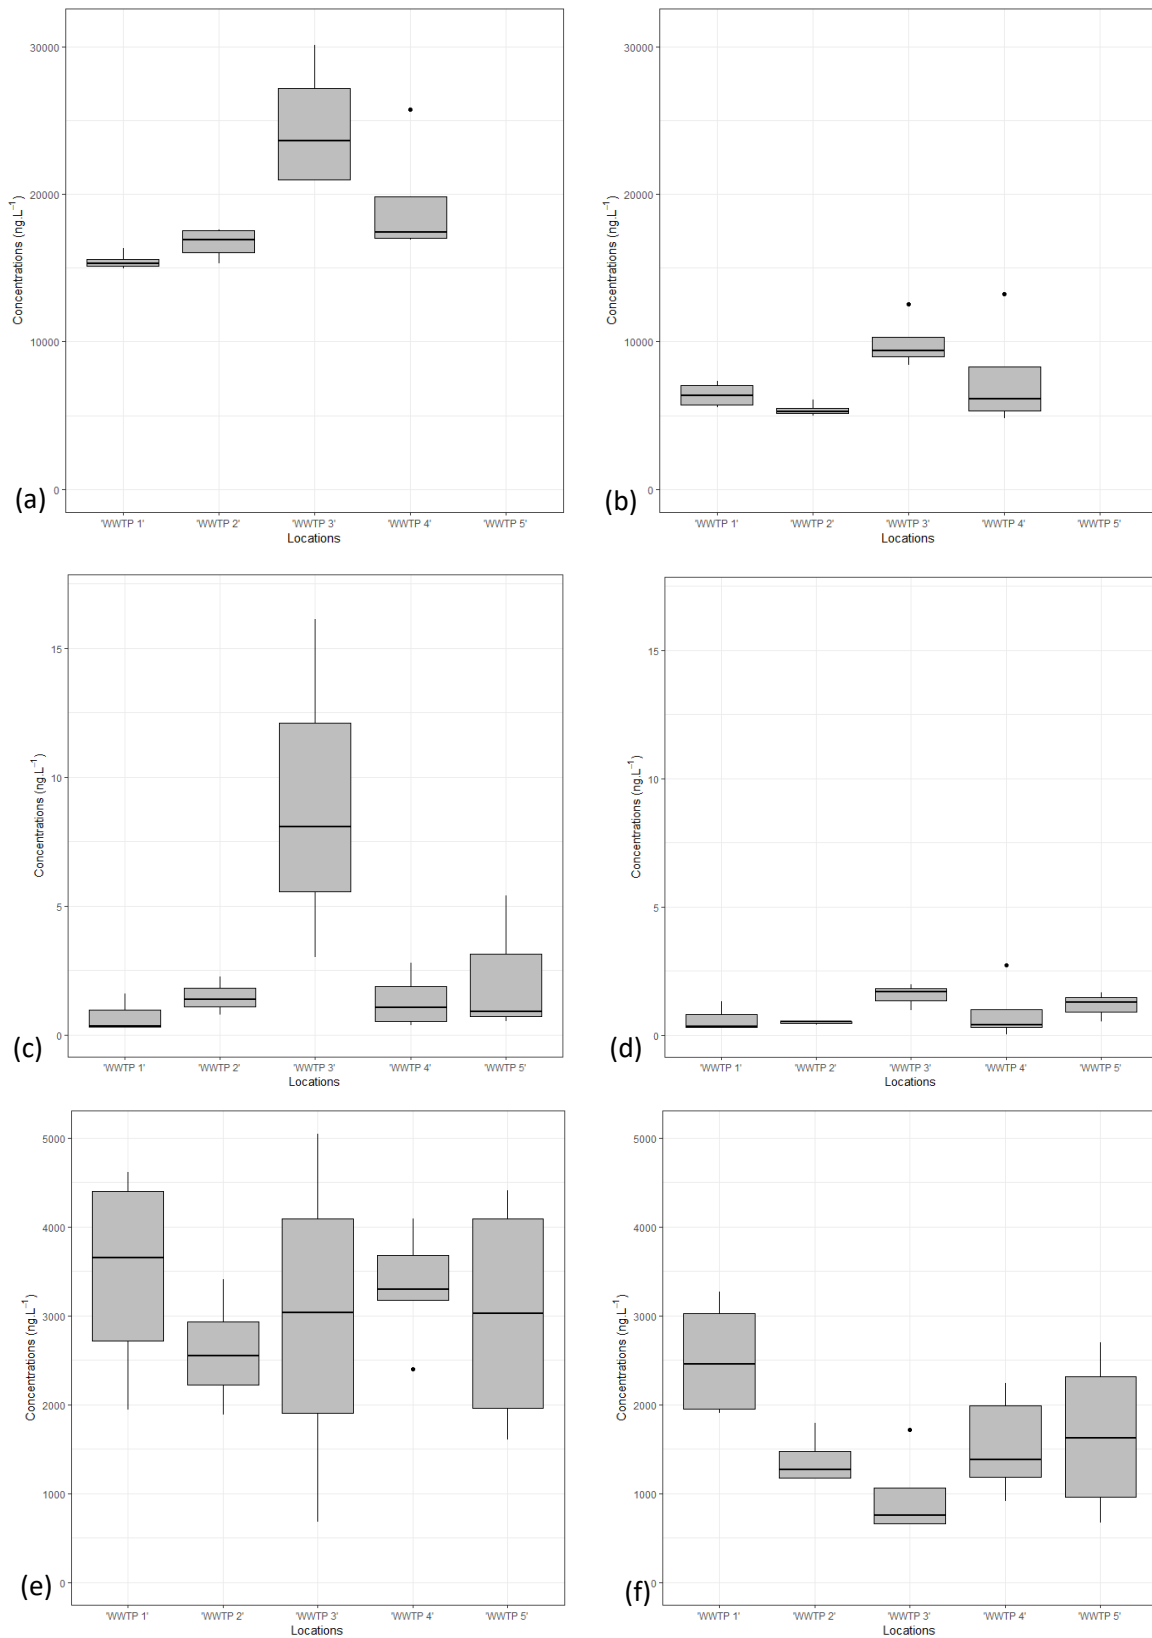 30000
20000
10000
0
Concentrations (ng.L⁻¹)
(a)
'WWTP 1' 'WWTP 2' 'WWTP 3' 'WWTP 4' 'WWTP 5'
Locations
30000
20000
10000
0
Concentrations (ng.L⁻¹)
(b)
'WWTP 1' 'WWTP 2' 'WWTP 3' 'WWTP 4' 'WWTP 5'
Locations
15
10
5
0
Concentrations (ng.L⁻¹)
(c)
'WWTP 1' 'WWTP 2' 'WWTP 3' 'WWTP 4' 'WWTP 5'
Locations
15
10
5
0
Concentrations (ng.L⁻¹)
(d)
'WWTP 1' 'WWTP 2' 'WWTP 3' 'WWTP 4' 'WWTP 5'
Locations
5000
4000
3000
2000
1000
0
Concentrations (ng.L⁻¹)
(e)
'WWTP 1' 'WWTP 2' 'WWTP 3' 'WWTP 4' 'WWTP 5'
Locations
5000
4000
3000
2000
1000
0
Concentrations (ng.L⁻¹)
(f)
'WWTP 1' 'WWTP 2' 'WWTP 3' 'WWTP 4' 'WWTP 5'
Locations